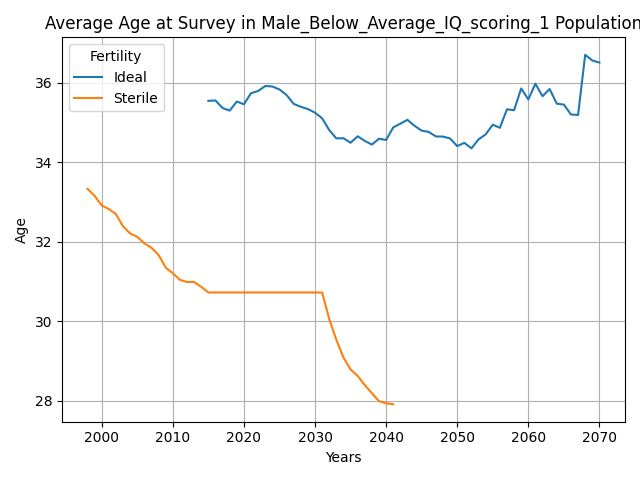 Average Age at Survey in Male_Below_Average_IQ_scoring_1 Population
Fertility
Ideal
Sterile
36
34
32
30
28
Age
2000 2010 2020 2030 2040 2050 2060 2070
Years